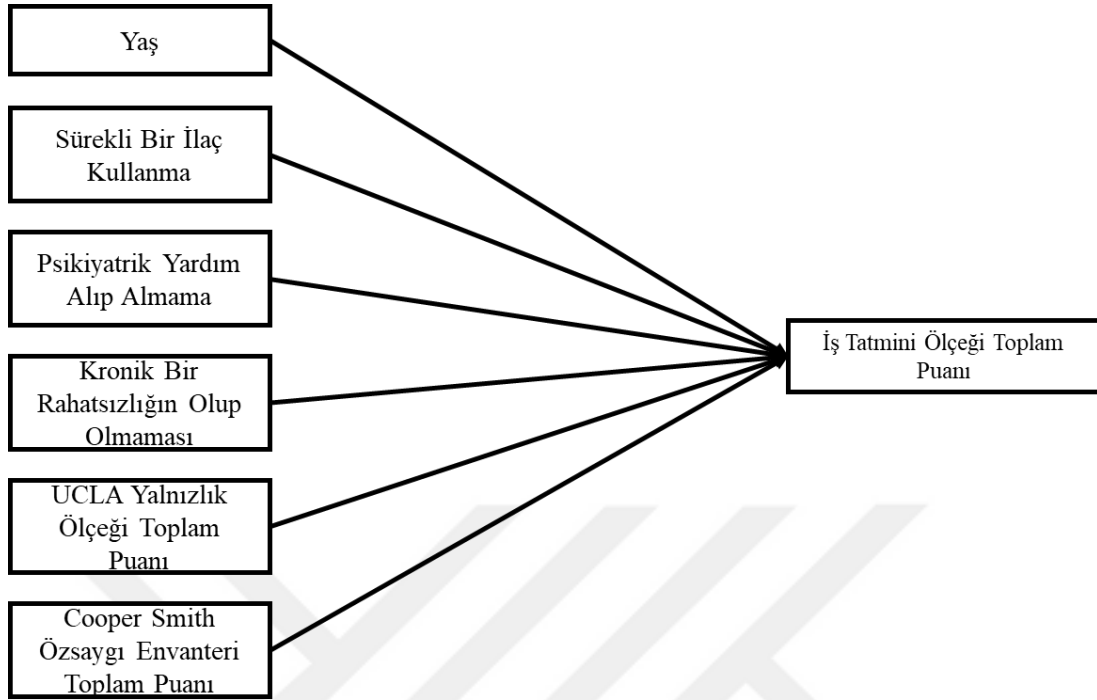 Yaş
Sürekli Bir İlaç
Kullanma
Psikiyatrik Yardım
Alıp Almama
Kronik Bir
Rahatsızlığın Olup
Olmaması
UCLA Yalnızlık
Ölçeği Toplam
Puanı
Cooper Smith
Özsaygı Envanteri
Toplam Puanı
İş Tatmini Ölçeği Toplam
Puanı